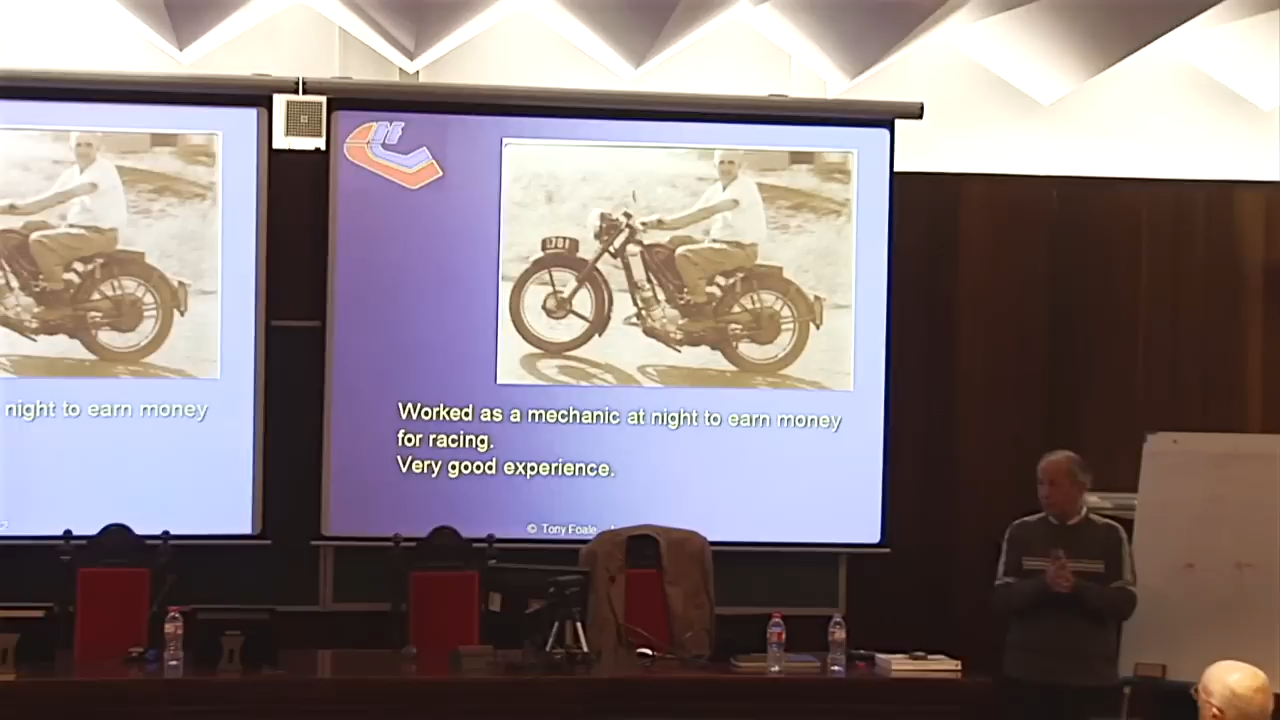 night to earn money
1701
Worked as a mechanic at night to earn money
for racing.
Very good experience.
© Tony Foale